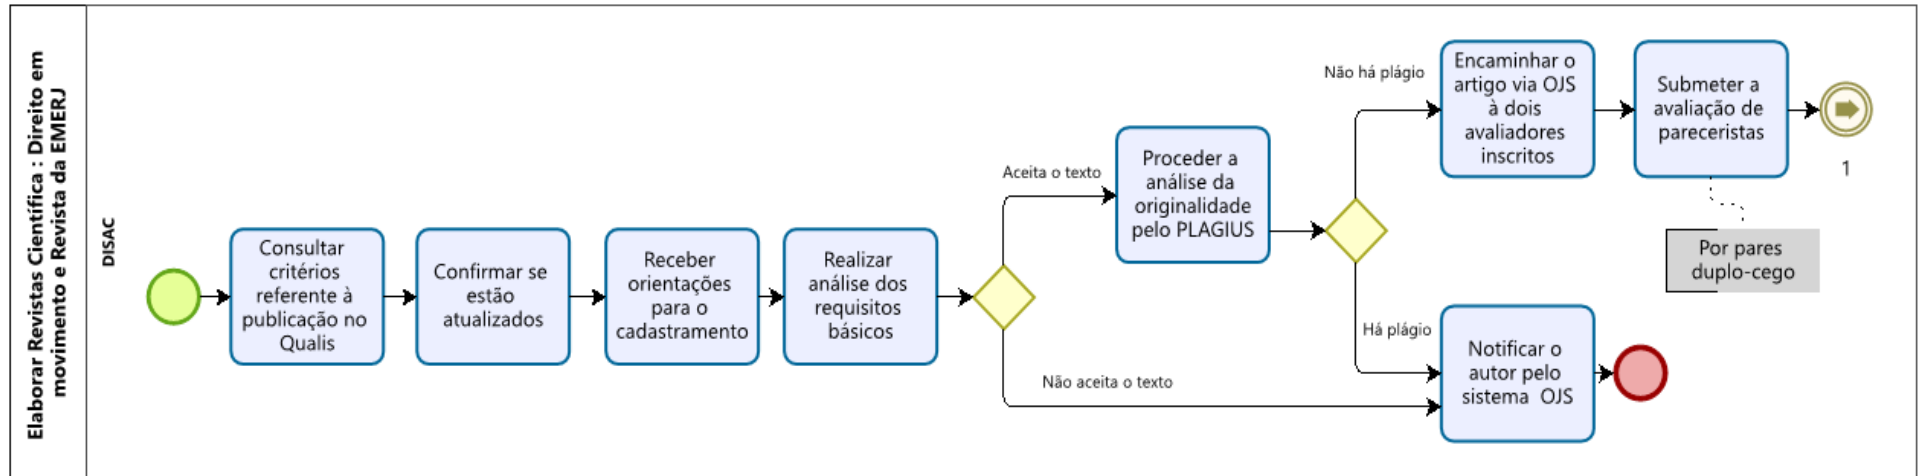 Elaborar Revistas Científica : Direito em
movimento e Revista da EMERJ
DISAC
Consultar
critérios
referente à
publicação no
Qualis
Confirmar se
estão
atualizados
Receber
orientações
para o
cadastramento
Realizar
análise dos
requisitos
básicos
Aceita o texto
Não aceita o texto
Proceder a
análise da
originalidade
pelo PLAGIUS
Não há plágio
Há plágio
Encaminhar o
artigo via OJS
à dois
avaliadores
inscritos
Submeter a
avaliação de
pareceristas
1
Por pares
duplo-cego
Notificar o
autor pelo
sistema  OJS